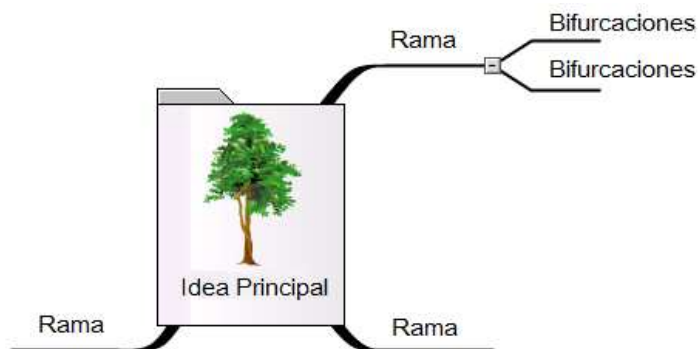 Bifurcaciones
Rama
Bifurcaciones
Idea Principal
Rama
Rama